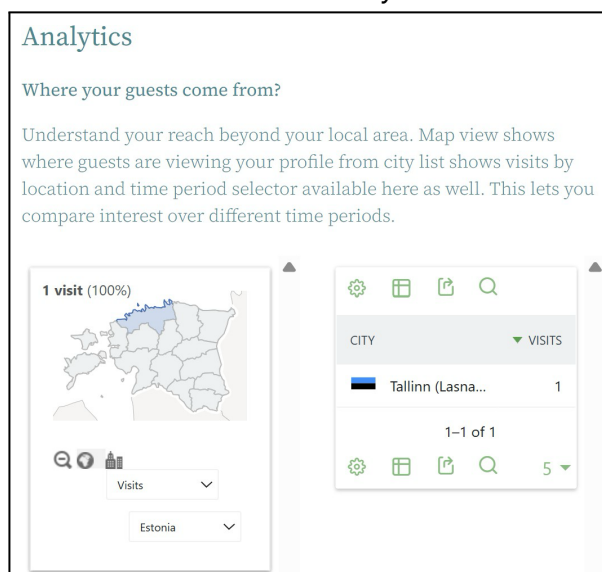 Analytics
Where your guests come from?
Understand your reach beyond your local area. Map view shows
where guests are viewing your profile from city list shows visits by
location and time period selector available here as well. This lets you
compare interest over different time periods.
1 visit (100%)
Visits
Estonia
CITY VISITS
Tallinn (Lasna... 1
1–1 of 1
5